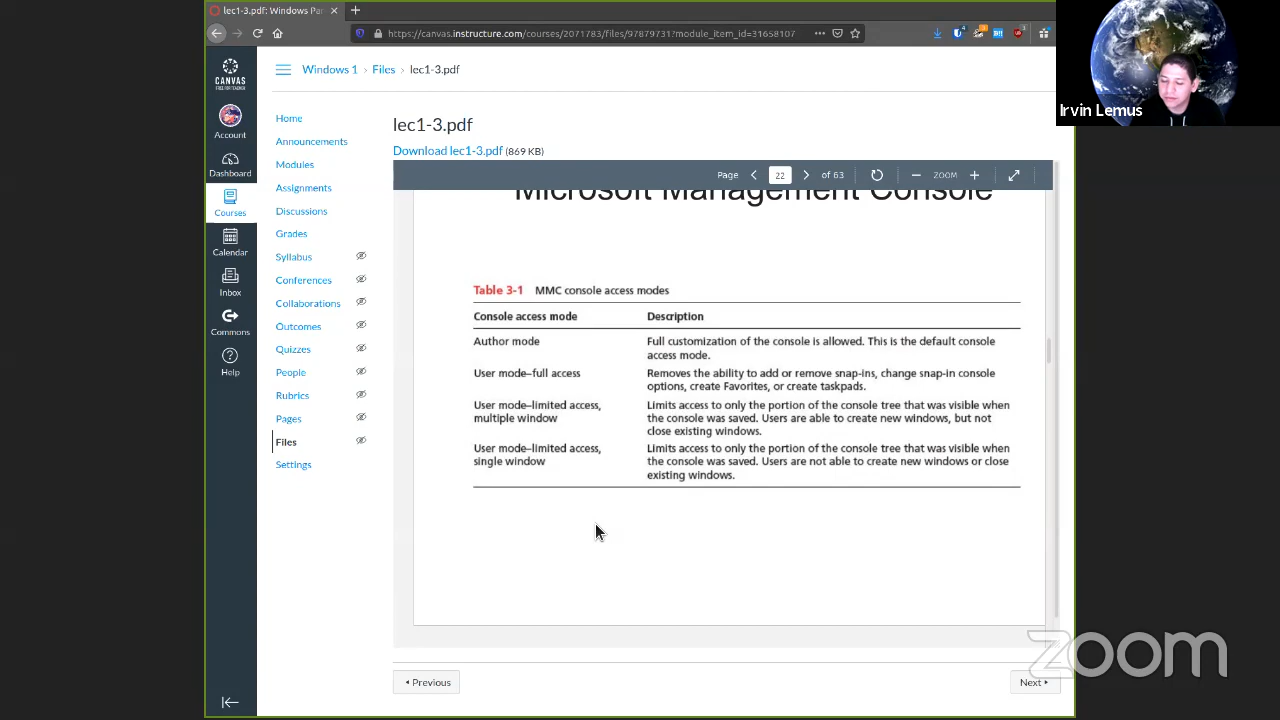 lec1-3.pdf: Windows Par
https://canvas.instructure.com/courses/2071783/files/97879731?module_item_id=31658107
Irvin Lemus
CANVAS
FREE FOR TEACHER
Account
Dashboard
Courses
Calendar
Inbox
Commons
Help
Windows 1 › Files › lec1-3.pdf
Home
Announcements
Modules
Assignments
Discussions
Grades
Syllabus
Conferences
Collaborations
Outcomes
Quizzes
People
Rubrics
Pages
Files
Settings
lec1-3.pdf
Download lec1-3.pdf (869 KB)
Page 22 of 63 ZOOM
Microsoft Management Console
Table 3-1 MMC console access modes
Console access mode Description
Author mode Full customization of the console is allowed. This is the default console
access mode.
User mode–full access Removes the ability to add or remove snap-ins, change snap-in console
options, create Favorites, or create taskpads.
User mode–limited access, Limits access to only the portion of the console tree that was visible when
multiple window the console was saved. Users are able to create new windows, but not
close existing windows.
User mode–limited access, Limits access to only the portion of the console tree that was visible when
single window the console was saved. Users are not able to create new windows or close
existing windows.
Previous
Next
zoom